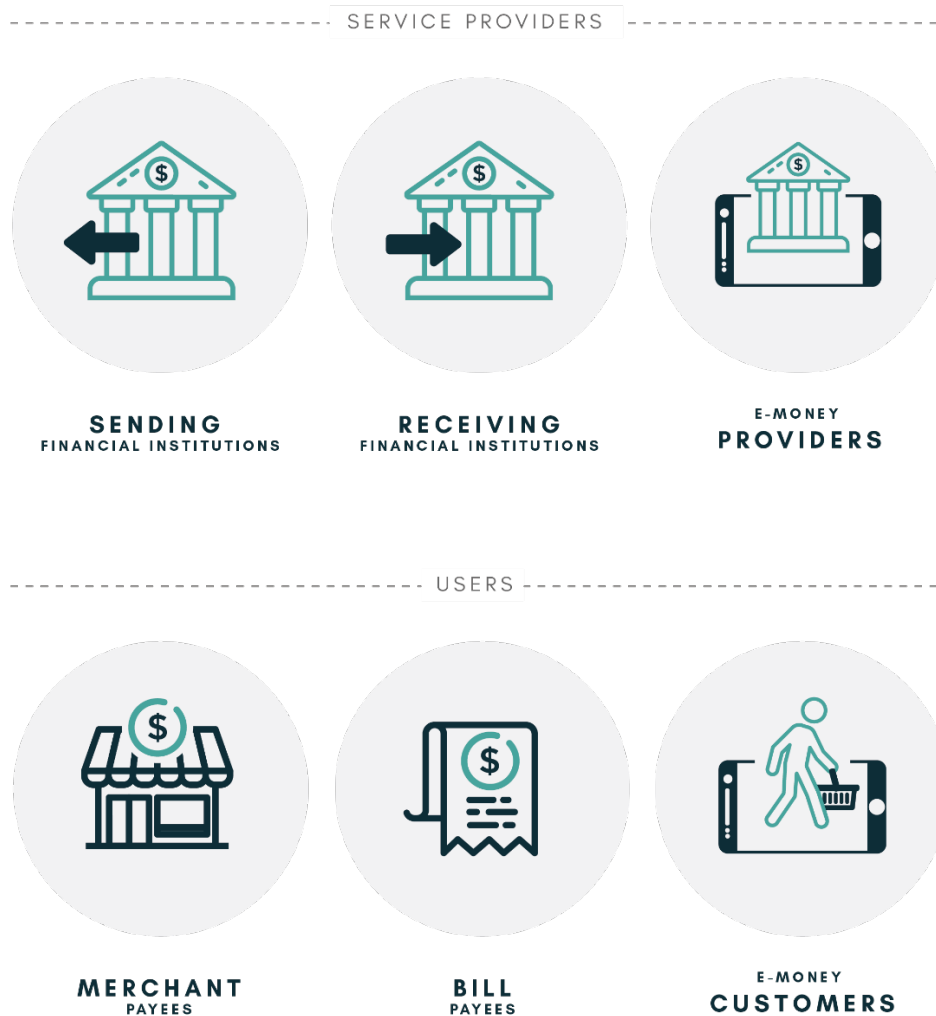 SERVICE PROVIDERS
$
$
$
SENDING
FINANCIAL INSTITUTIONS
RECEIVING
FINANCIAL INSTITUTIONS
E-MONEY
PROVIDERS
USERS
$
$
MERCHANT
PAYEES
BILL
PAYEES
E-MONEY
CUSTOMERS